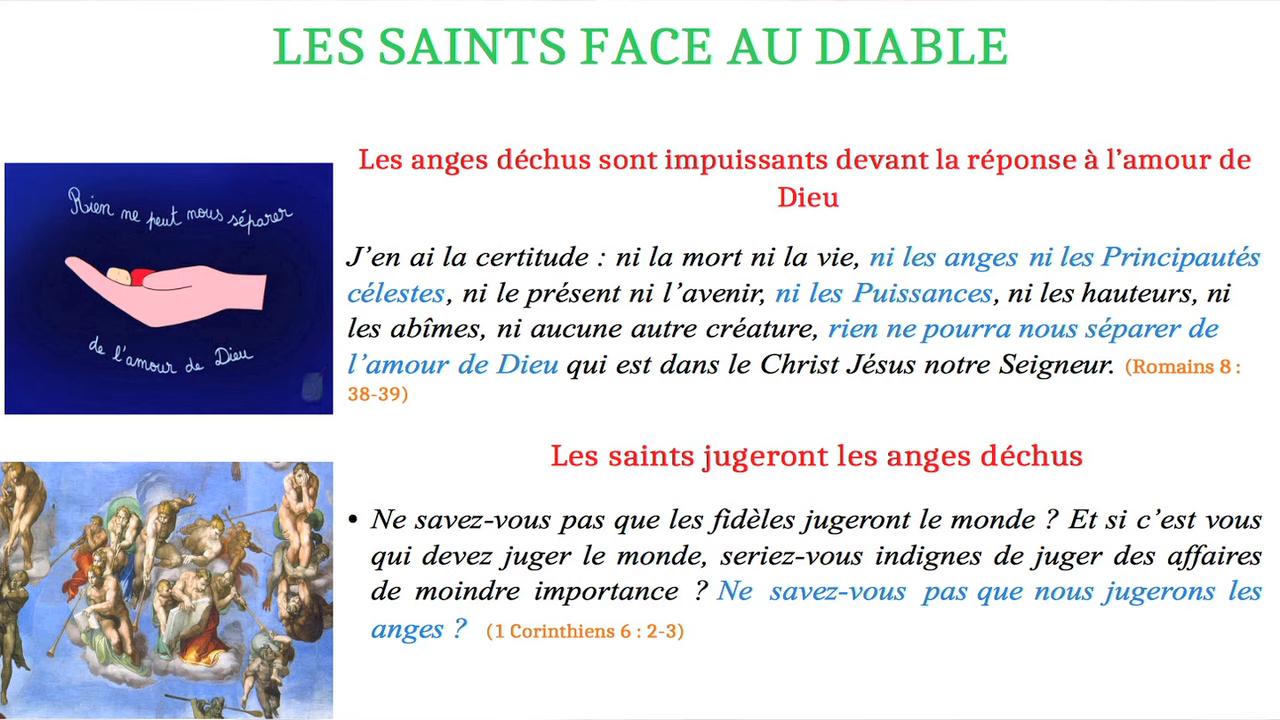 LES SAINTS FACE AU DIABLE
Rien ne peut nous séparer
de l'amour de Dieu
Les anges déchus sont impuissants devant la réponse à l’amour de
Dieu
J’en ai la certitude : ni la mort ni la vie, ni les anges ni les Principautés
célestes, ni le présent ni l’avenir, ni les Puissances, ni les hauteurs, ni
les abîmes, ni aucune autre créature, rien ne pourra nous séparer de
l’amour de Dieu qui est dans le Christ Jésus notre Seigneur. (Romains 8 :
38-39)
Les saints jugeront les anges déchus
• Ne savez-vous pas que les fidèles jugeront le monde ? Et si c’est vous
qui devez juger le monde, seriez-vous indignes de juger des affaires
de moindre importance ? Ne savez-vous pas que nous jugerons les
anges ? (1 Corinthiens 6 : 2-3)